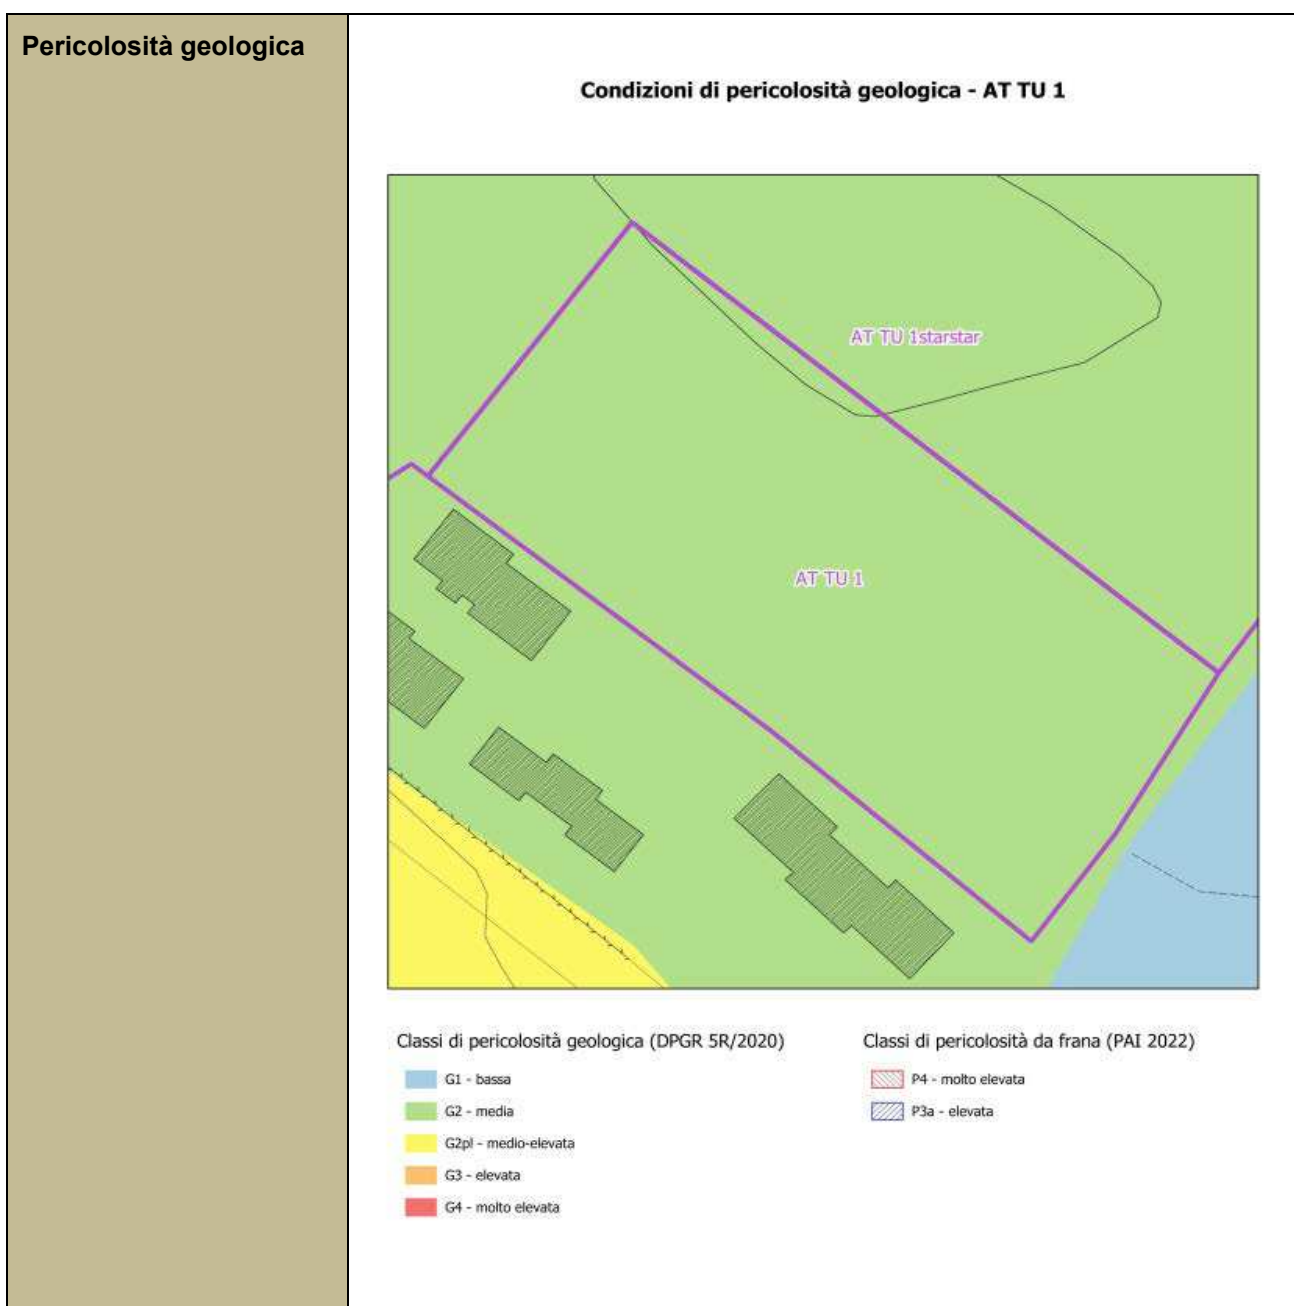 Pericolosità geologica
Condizioni di pericolosità geologica - AT TU 1
AT TU 1starstar
AT TU 1
Classi di pericolosità geologica (DPGR 5R/2020)
G1 - bassa
G2 - media
G2pl - medio-elevata
G3 - elevata
G4 - molto elevata
Classi di pericolosità da frana (PAI 2022)
P4 - molto elevata
P3a - elevata